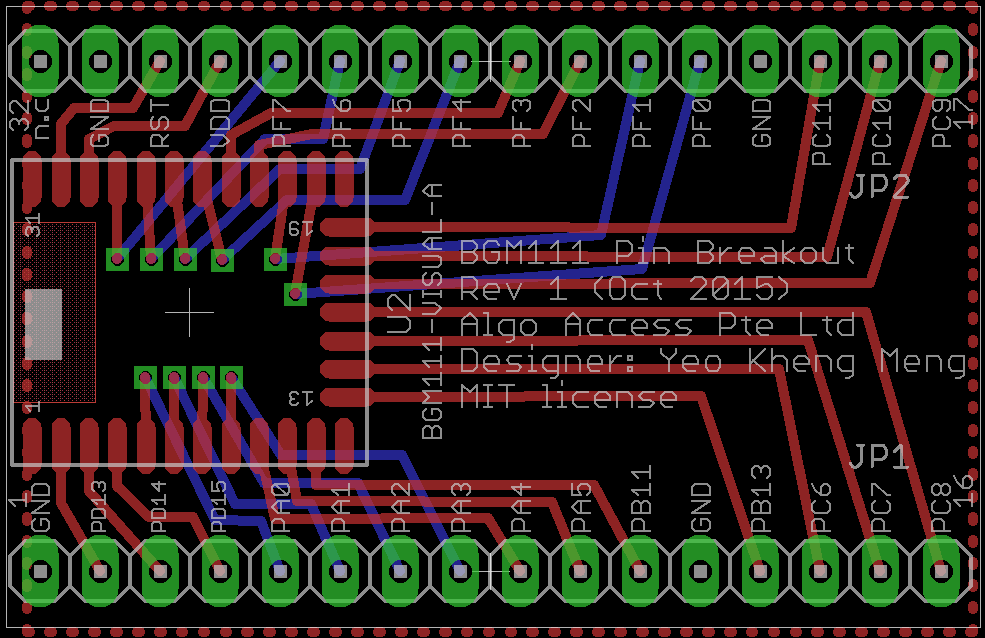 32
n.C
GND
RST
VDD
PF7
PF6
PF5
PF4
PF3
PF2
PF1
PF0
GND
PC11
PC10
PC9
17
JP2
31
19
U2
BGM111-VISUAL-A
BGM111 Pin Breakout
Rev 1 (Oct 2015)
Algo Access Pte Ltd
Designer: Yeo Kheng Meng
MIT license
1
13
JP1
1
GND
PD13
PD14
PD15
PA0
PA1
PA2
PA3
PA4
PA5
PB11
GND
PB13
PC6
PC7
PC8
16